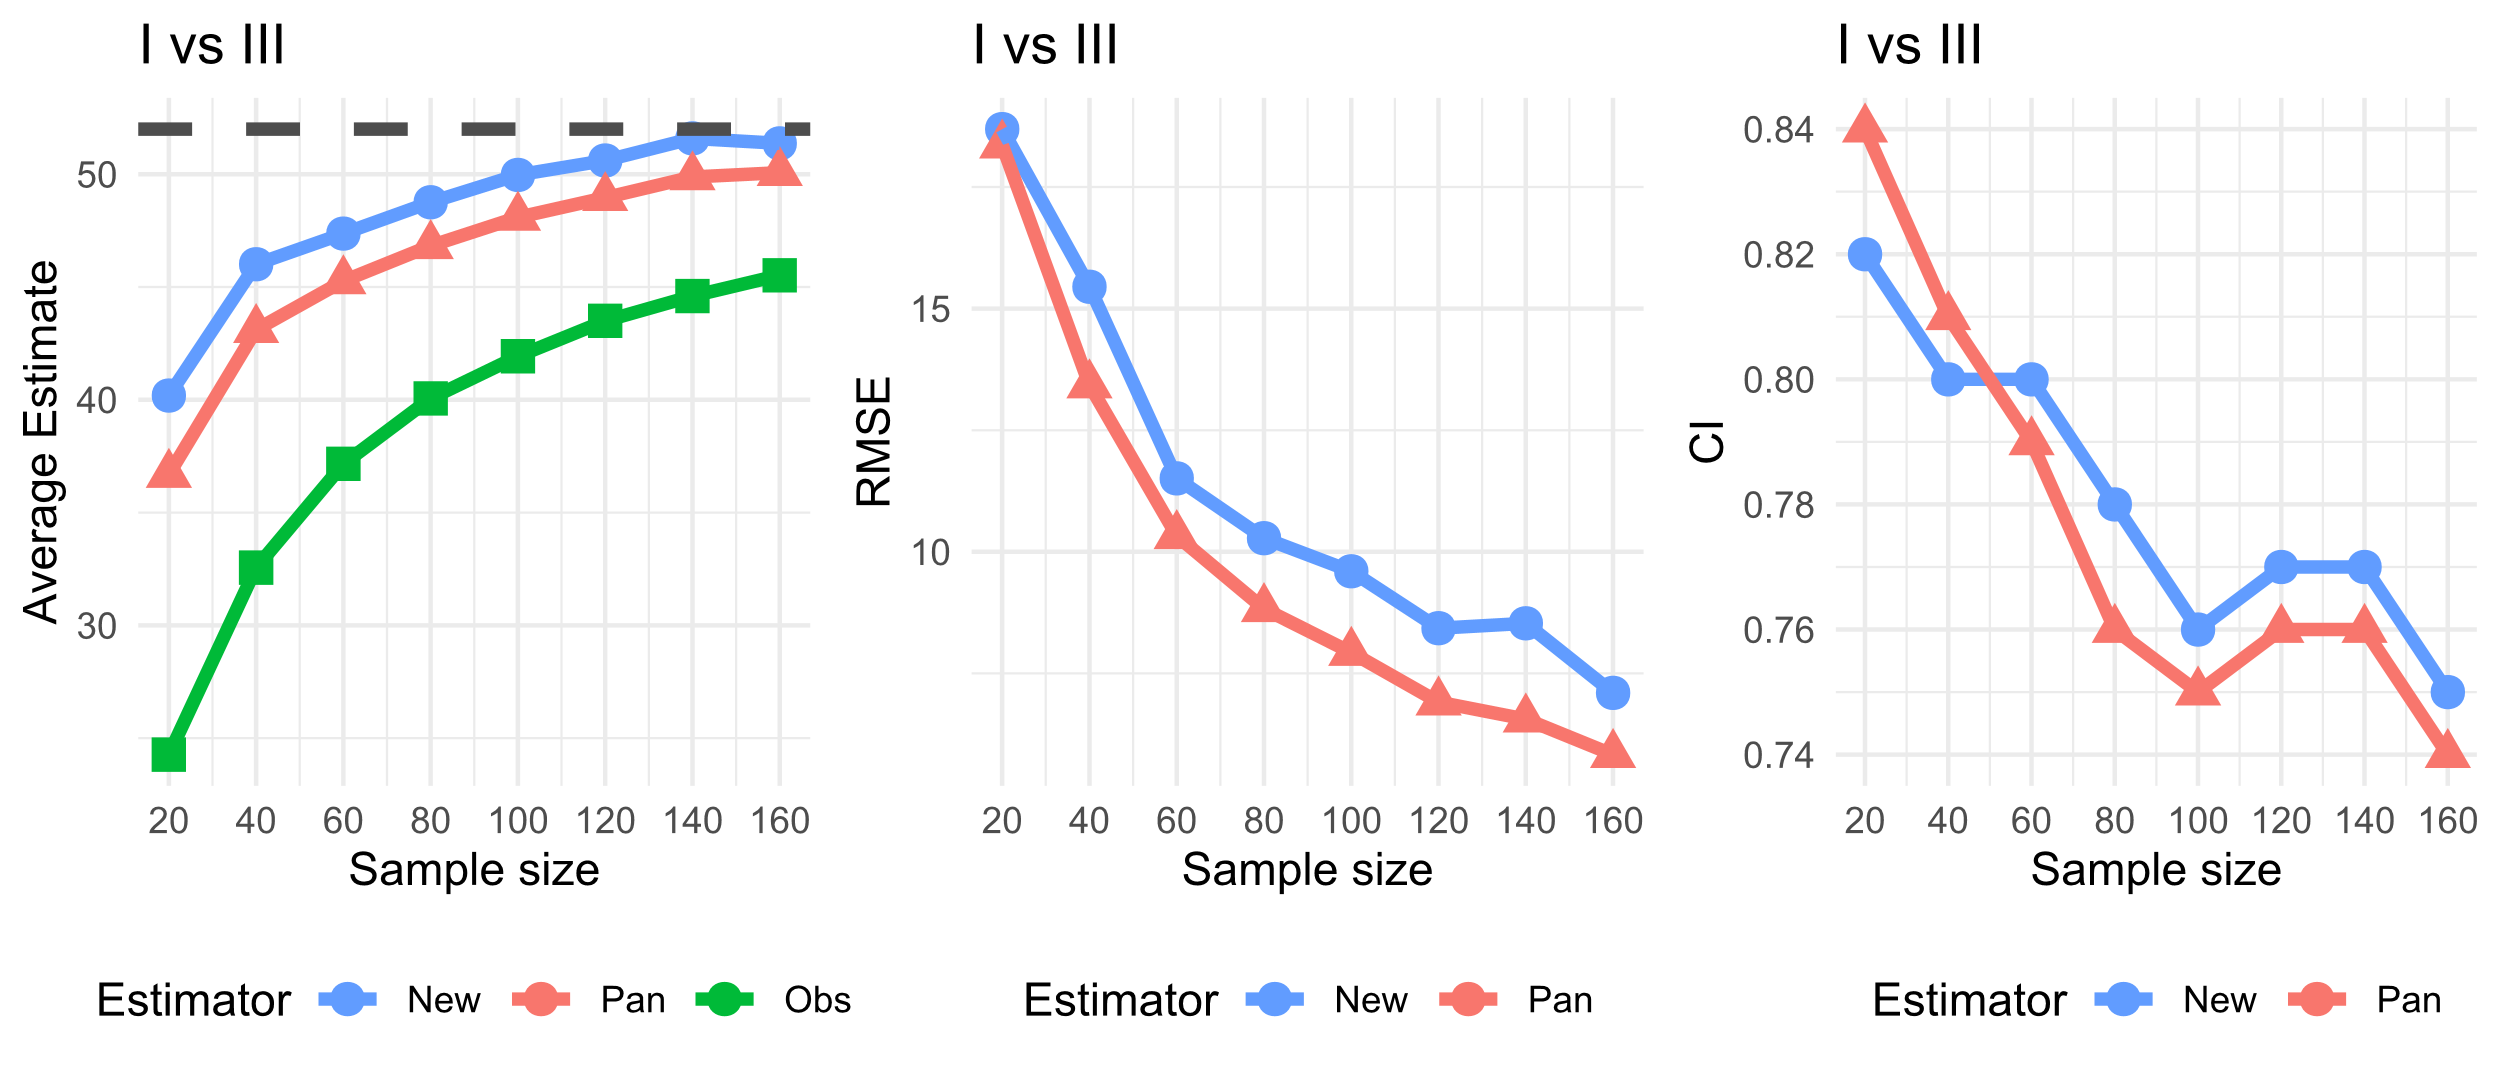 I vs III
Average Estimate
50
40
30
20 40 60 80 100 120 140 160
Sample size
Estimator New Pan Obs
I vs III
RMSE
15
10
20 40 60 80 100 120 140 160
Sample size
Estimator New Pan
I vs III
CI
0.84
0.82
0.80
0.78
0.76
0.74
20 40 60 80 100 120 140 160
Sample size
Estimator New Pan